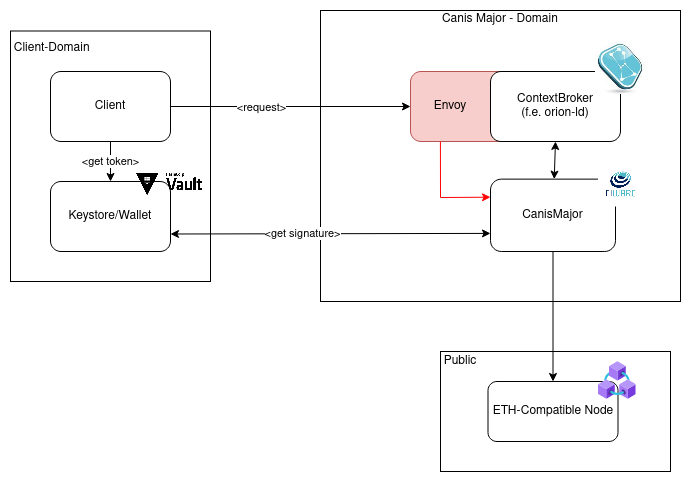 Canis Major - Domain
Client-Domain
Client
Envoy
ContextBroker
(f.e. orion-ld)
<request>
<get token>
Vault
Keystore/Wallet
FIWARE
CanisMajor
<get signature>
Public
ETH-Compatible Node